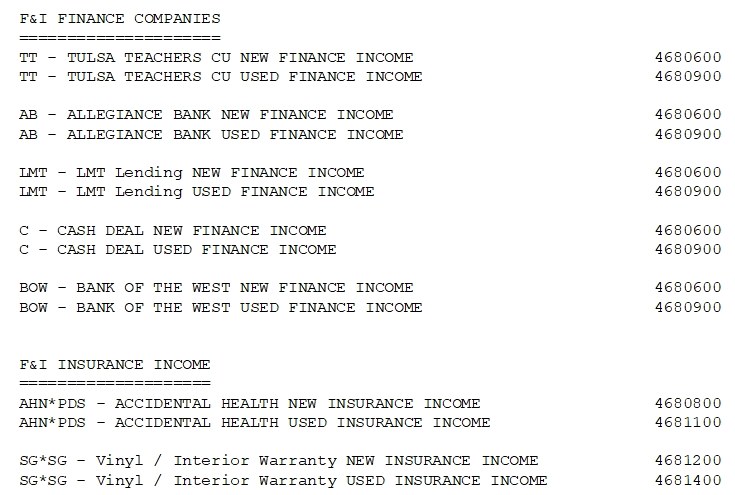 F&I FINANCE COMPANIES
=====================
TT - TULSA TEACHERS CU NEW FINANCE INCOME 4680600
TT - TULSA TEACHERS CU USED FINANCE INCOME 4680900
AB - ALLEGIANCE BANK NEW FINANCE INCOME 4680600
AB - ALLEGIANCE BANK USED FINANCE INCOME 4680900
LMT - LMT Lending NEW FINANCE INCOME 4680600
LMT - LMT Lending USED FINANCE INCOME 4680900
C - CASH DEAL NEW FINANCE INCOME 4680600
C - CASH DEAL USED FINANCE INCOME 4680900
BOW - BANK OF THE WEST NEW FINANCE INCOME 4680600
BOW - BANK OF THE WEST USED FINANCE INCOME 4680900
F&I INSURANCE INCOME
====================
AHN*PDS - ACCIDENTAL HEALTH NEW INSURANCE INCOME 4680800
AHN*PDS - ACCIDENTAL HEALTH USED INSURANCE INCOME 4681100
SG*SG - Vinyl / Interior Warranty NEW INSURANCE INCOME 4681200
SG*SG - Vinyl / Interior Warranty USED INSURANCE INCOME 4681400